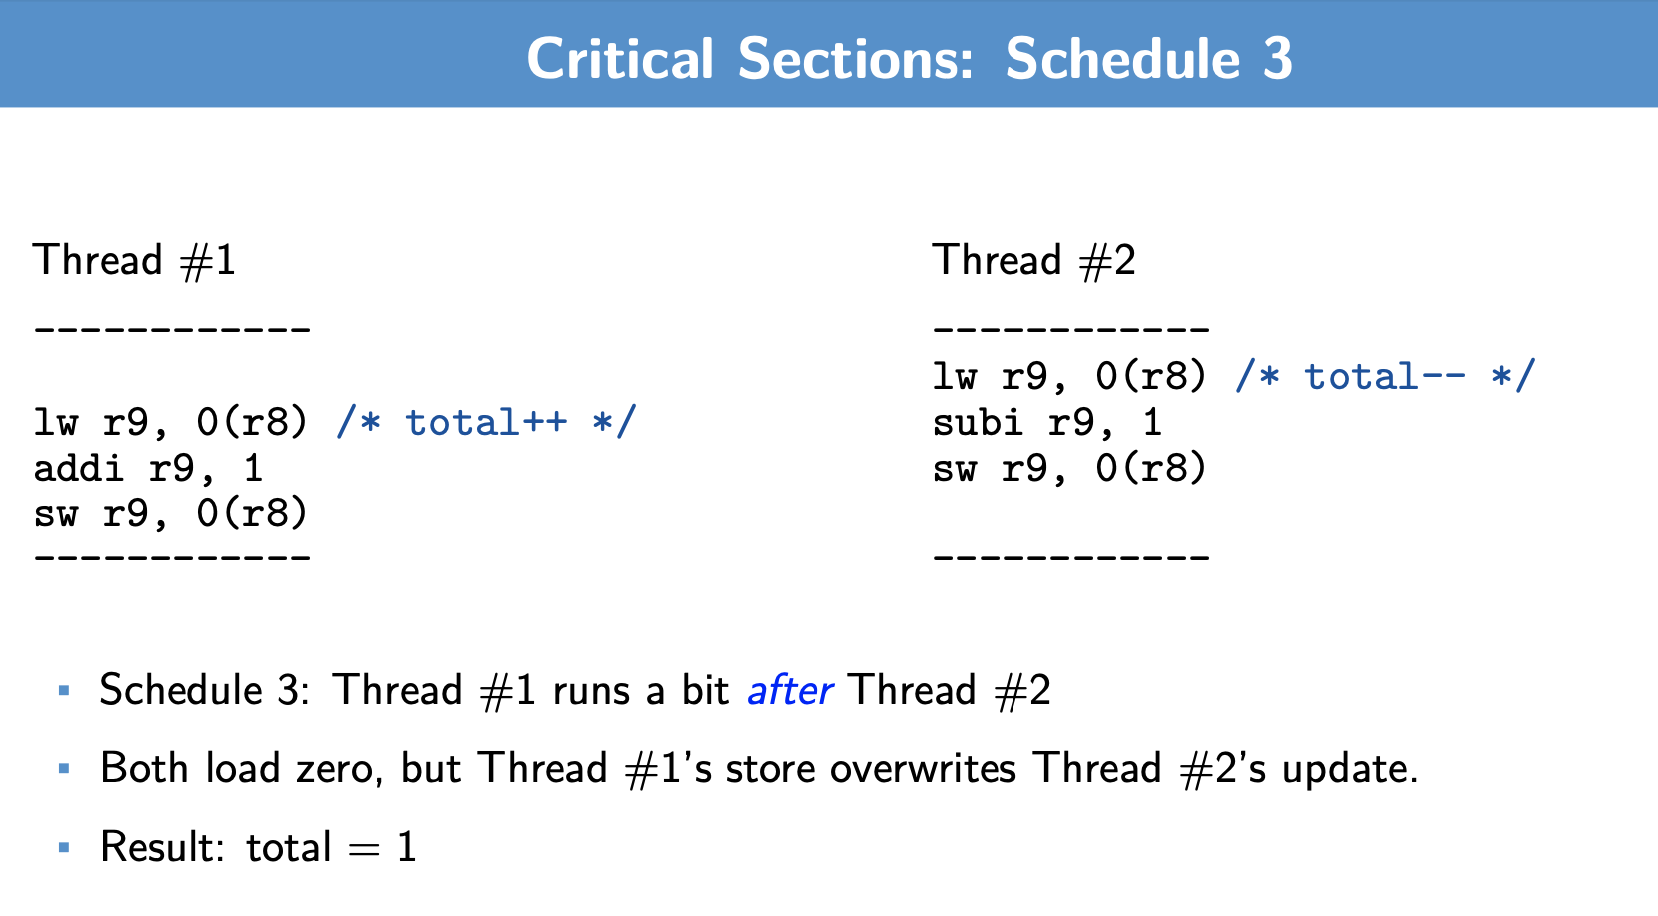 Critical Sections: Schedule 3
Thread #1
------------
lw r9, 0(r8) /* total++ */
addi r9, 1
sw r9, 0(r8)
------------
Thread #2
------------
lw r9, 0(r8) /* total-- */
subi r9, 1
sw r9, 0(r8)
------------
▪ Schedule 3: Thread #1 runs a bit after Thread #2
▪ Both load zero, but Thread #1's store overwrites Thread #2's update.
▪ Result: total = 1